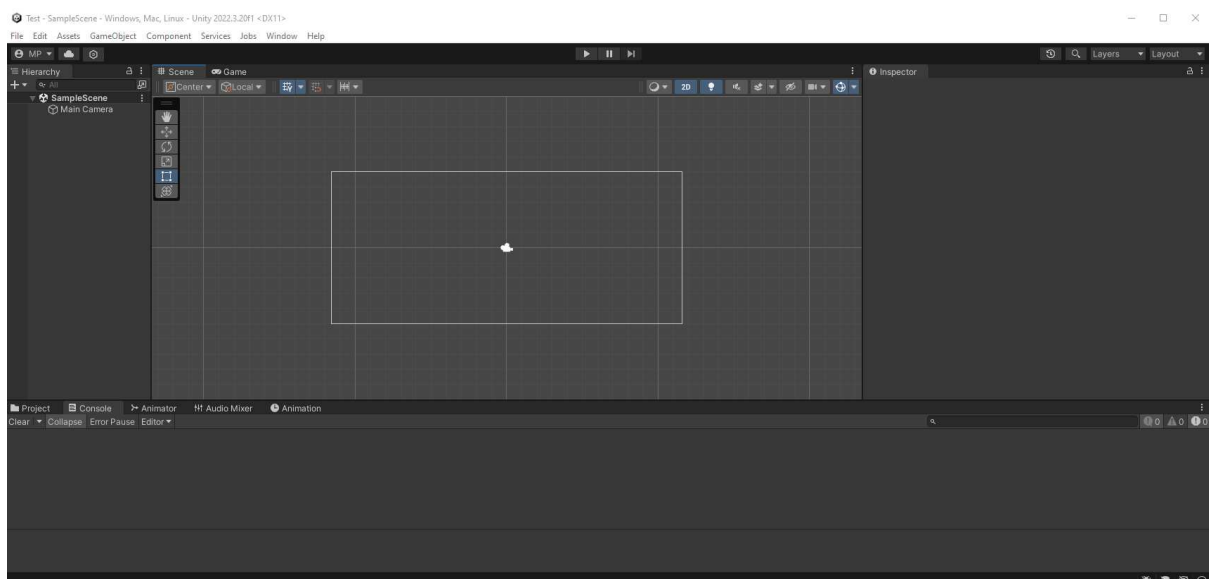 Test - SampleScene - Windows, Mac, Linux - Unity 2022.3.20f1 <DX11>
File Edit Assets GameObject Component Services Jobs Window Help
MP Layers Layout
Hierarchy Scene Game Inspector
All Center Local 2D
SampleScene
Main Camera
Project Console Animator Audio Mixer Animation
Clear Collapse Error Pause Editor 0 0 0